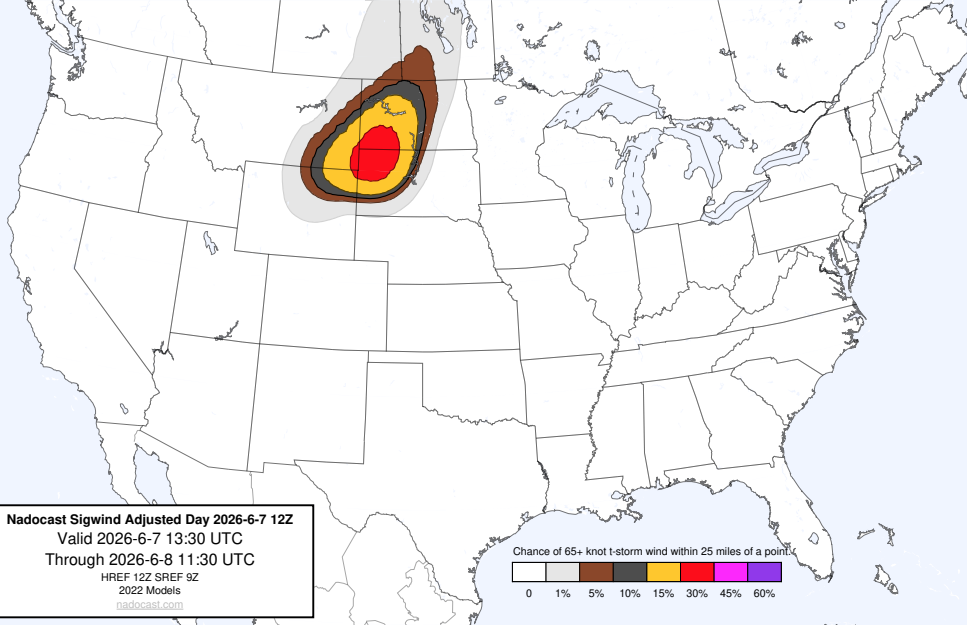 Nadocast Sigwind Adjusted Day 2026-6-7 12Z
Valid 2026-6-7 13:30 UTC
Through 2026-6-8 11:30 UTC
HREF 12Z SREF 9Z
2022 Models
nadocast.com
Chance of 65+ knot t-storm wind within 25 miles of a point.
0 1% 5% 10% 15% 30% 45% 60%